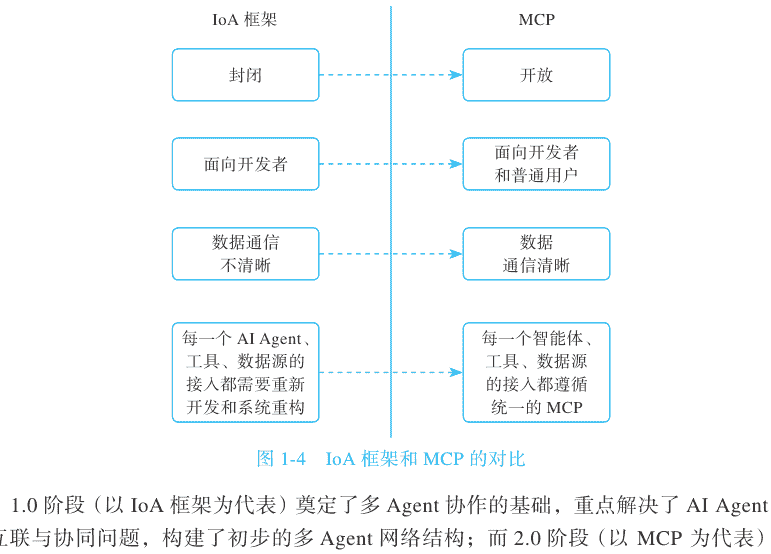 IoA 框架
MCP
封闭
开放
面向开发者
面向开发者
和普通用户
数据通信
不清晰
数据
通信清晰
每一个 AI Agent、
工具、数据源的
接入都需要重新
开发和系统重构
每一个智能体、
工具、数据源
的接入都遵循
统一的 MCP
图 1-4 IoA 框架和 MCP 的对比
1.0 阶段（以 IoA 框架为代表）奠定了多 Agent 协作的基础，重点解决了 AI Agent
互联与协同问题，构建了初步的多 Agent 网络结构；而 2.0 阶段（以 MCP 为代表）